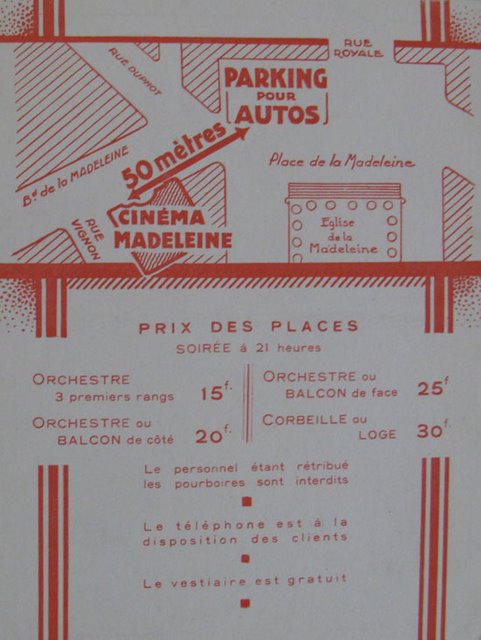 RUE ROYALE
RUE DUPHOT
PARKING
POUR
AUTOS
50 mètres
Place de la Madeleine
Bd. de la MADELEINE
CINÉMA
MADELEINE
RUE VIGNON
Eglise
de la
Madeleine
PRIX DES PLACES
SOIRÉE á 21 heures
ORCHESTRE
3 premiers rangs 15f.
ORCHESTRE ou
BALCON de côté 20f.
ORCHESTRE ou
BALCON de face 25f
CORBEILLE ou
LOGE 30f.
Le personnel étant rétribué
les pourboires sont interdits
Le téléphone est à la
disposition des clients
Le vestiaire est gratuit